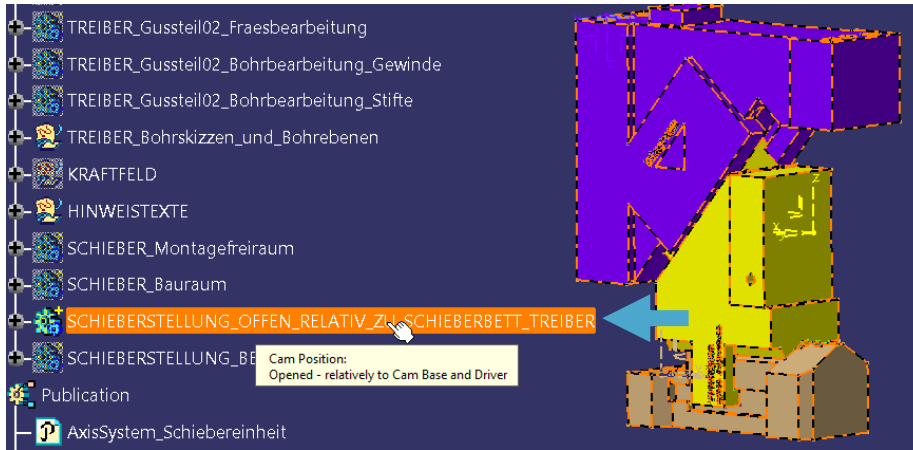 TREIBER_Gussteil02_Fraesbearbeitung
TREIBER_Gussteil02_Bohrbearbeitung_Gewinde
TREIBER_Gussteil02_Bohrbearbeitung_Stifte
TREIBER_Bohrskizzen_und_Bohrebenen
KRAFTFELD
HINWEISTEXTE
SCHIEBER_Montagefreiraum
SCHIEBER_Bauraum
SCHIEBERSTELLUNG_OFFEN_RELATIV_ZU_SCHIEBERBETT_TREIBER
SCHIEBERSTELLUNG_BE
Cam Position:
Opened - relatively to Cam Base and Driver
Publication
AxisSystem_Schiebereinheit
z